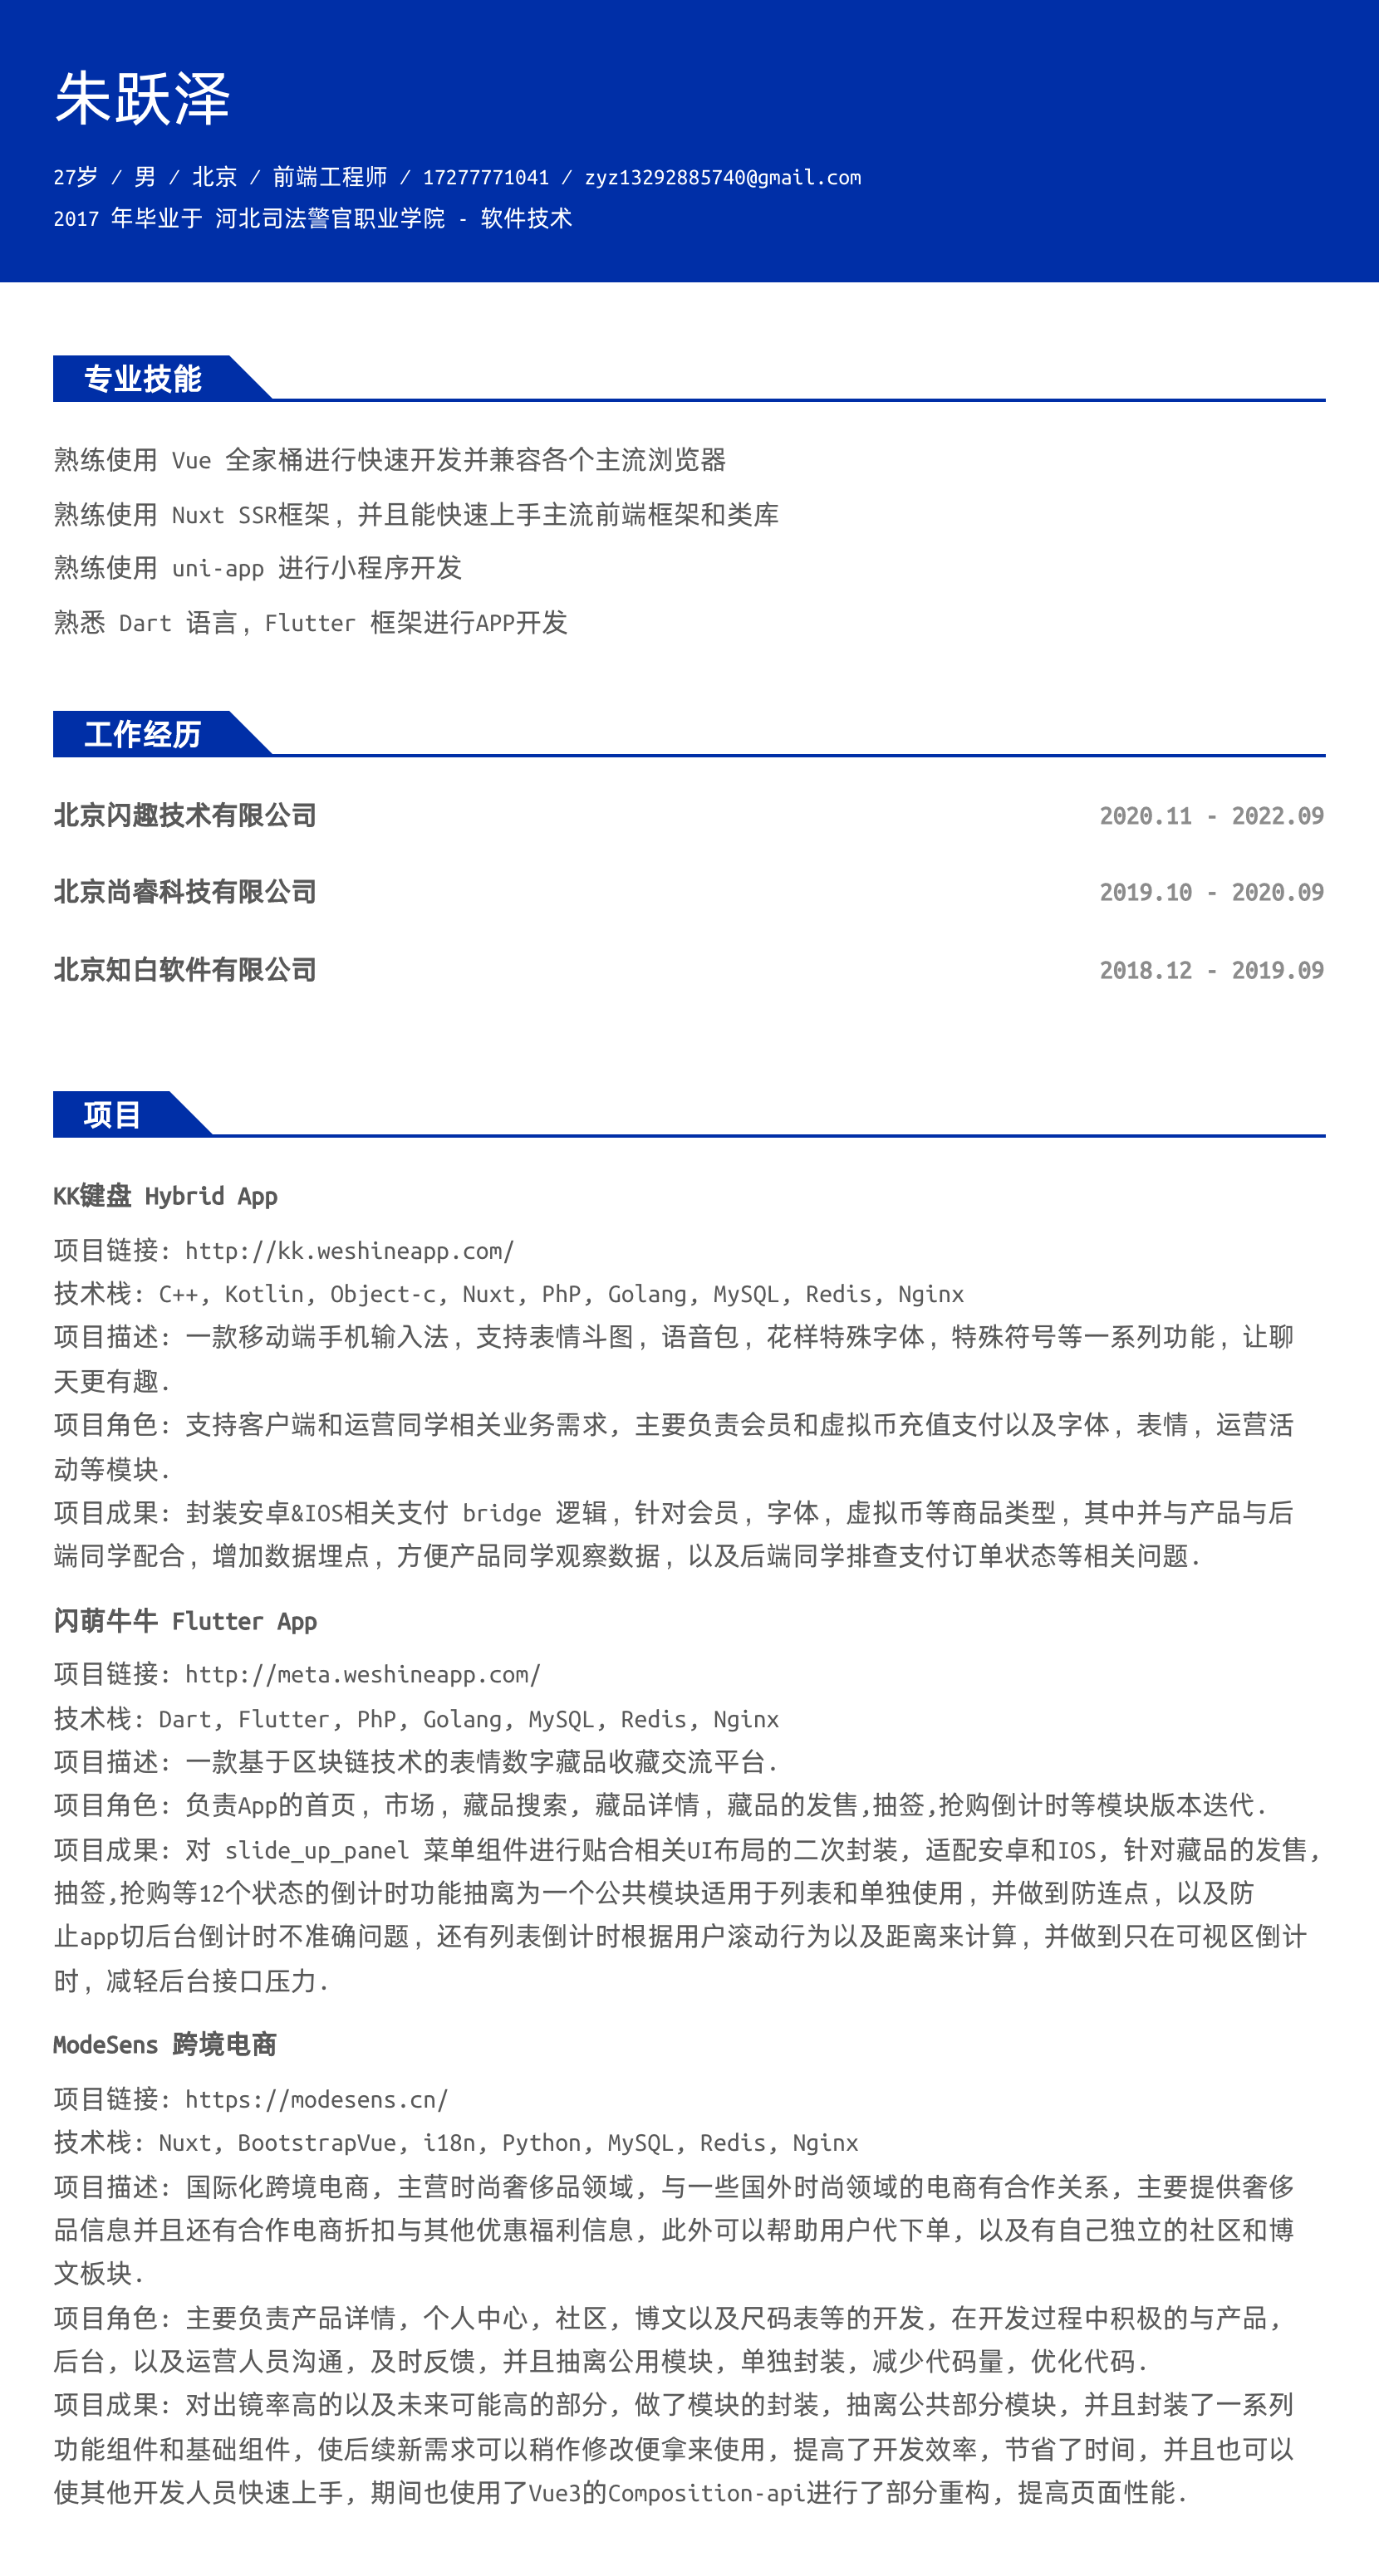 朱跃泽
27岁 / 男 / 北京 / 前端工程师 / 17277771041 / zyz13292885740@gmail.com
2017 年毕业于 河北司法警官职业学院 - 软件技术
专业技能
熟练使用 Vue 全家桶进行快速开发并兼容各个主流浏览器
熟练使用 Nuxt SSR框架, 并且能快速上手主流前端框架和类库
熟练使用 uni-app 进行小程序开发
熟悉 Dart 语言, Flutter 框架进行APP开发
工作经历
北京闪趣技术有限公司 2020.11 - 2022.09
北京尚睿科技有限公司 2019.10 - 2020.09
北京知白软件有限公司 2018.12 - 2019.09
项目
KK键盘 Hybrid App
项目链接: http://kk.weshineapp.com/
技术栈: C++, Kotlin, Object-c, Nuxt, PhP, Golang, MySQL, Redis, Nginx
项目描述: 一款移动端手机输入法, 支持表情斗图, 语音包, 花样特殊字体, 特殊符号等一系列功能, 让聊
天更有趣.
项目角色: 支持客户端和运营同学相关业务需求, 主要负责会员和虚拟币充值支付以及字体, 表情, 运营活
动等模块.
项目成果: 封装安卓&IOS相关支付 bridge 逻辑, 针对会员, 字体, 虚拟币等商品类型, 其中并与产品与后
端同学配合, 增加数据埋点, 方便产品同学观察数据, 以及后端同学排查支付订单状态等相关问题.
闪萌牛牛 Flutter App
项目链接: http://meta.weshineapp.com/
技术栈: Dart, Flutter, PhP, Golang, MySQL, Redis, Nginx
项目描述: 一款基于区块链技术的表情数字藏品收藏交流平台.
项目角色: 负责App的首页, 市场, 藏品搜索, 藏品详情, 藏品的发售,抽签,抢购倒计时等模块版本迭代.
项目成果: 对 slide_up_panel 菜单组件进行贴合相关UI布局的二次封装, 适配安卓和IOS, 针对藏品的发售,
抽签,抢购等12个状态的倒计时功能抽离为一个公共模块适用于列表和单独使用, 并做到防连点, 以及防
止app切后台倒计时不准确问题, 还有列表倒计时根据用户滚动行为以及距离来计算, 并做到只在可视区倒计
时, 减轻后台接口压力.
ModeSens 跨境电商
项目链接: https://modesens.cn/
技术栈: Nuxt, BootstrapVue, i18n, Python, MySQL, Redis, Nginx
项目描述: 国际化跨境电商, 主营时尚奢侈品领域, 与一些国外时尚领域的电商有合作关系, 主要提供奢侈
品信息并且还有合作电商折扣与其他优惠福利信息, 此外可以帮助用户代下单, 以及有自己独立的社区和博
文板块.
项目角色: 主要负责产品详情, 个人中心, 社区, 博文以及尺码表等的开发, 在开发过程中积极的与产品,
后台, 以及运营人员沟通, 及时反馈, 并且抽离公用模块, 单独封装, 减少代码量, 优化代码.
项目成果: 对出镜率高的以及未来可能高的部分, 做了模块的封装, 抽离公共部分模块, 并且封装了一系列
功能组件和基础组件, 使后续新需求可以稍作修改便拿来使用, 提高了开发效率, 节省了时间, 并且也可以
使其他开发人员快速上手, 期间也使用了Vue3的Composition-api进行了部分重构, 提高页面性能.